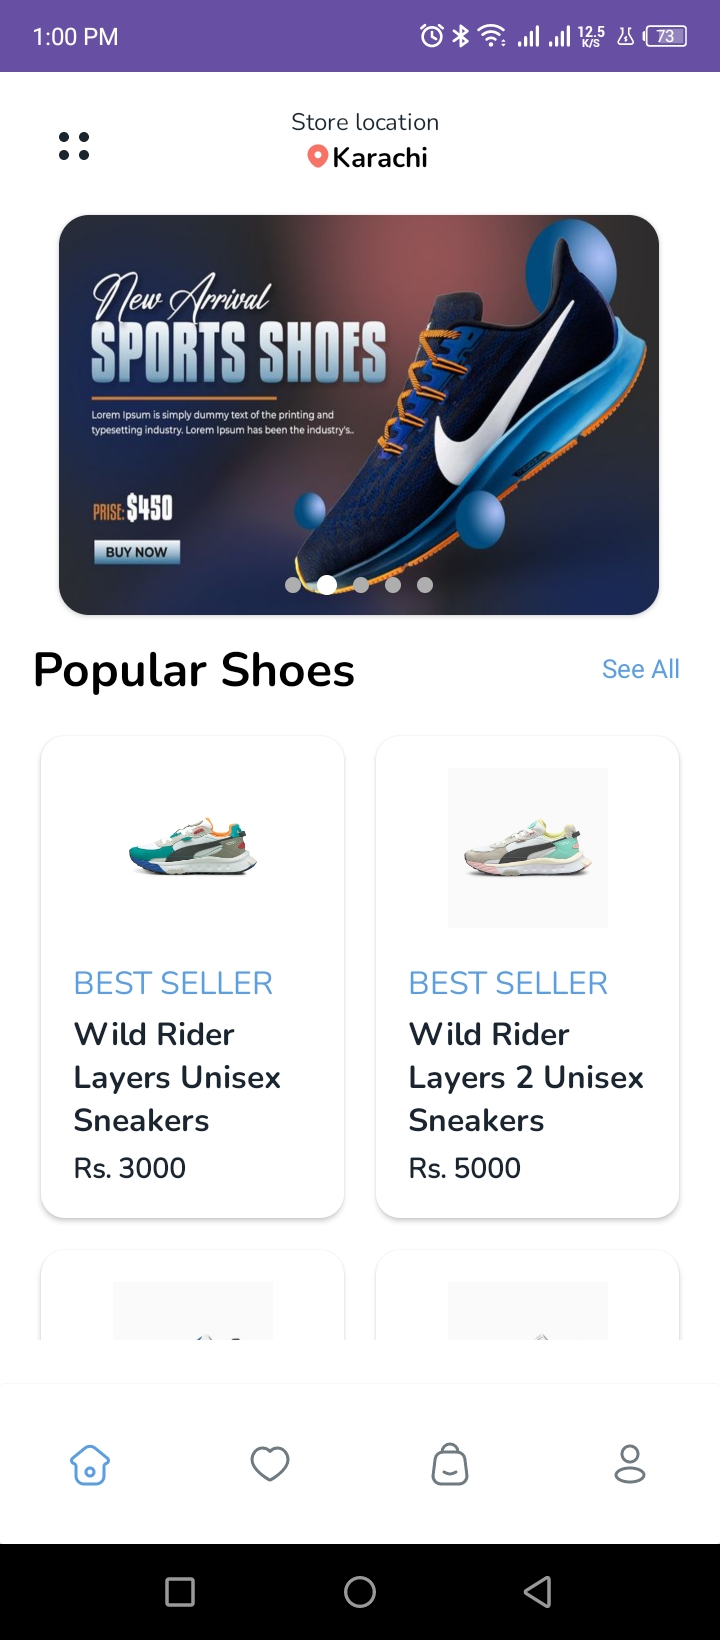 1:00 PM
12.5
K/S
73
Store location
Karachi
New Arrival
SPORTS SHOES
Lorem Ipsum is simply dummy text of the printing and
typesetting industry. Lorem Ipsum has been the industry's..
PRISE: $450
BUY NOW
Popular Shoes
See All
BEST SELLER
Wild Rider
Layers Unisex
Sneakers
Rs. 3000
BEST SELLER
Wild Rider
Layers 2 Unisex
Sneakers
Rs. 5000